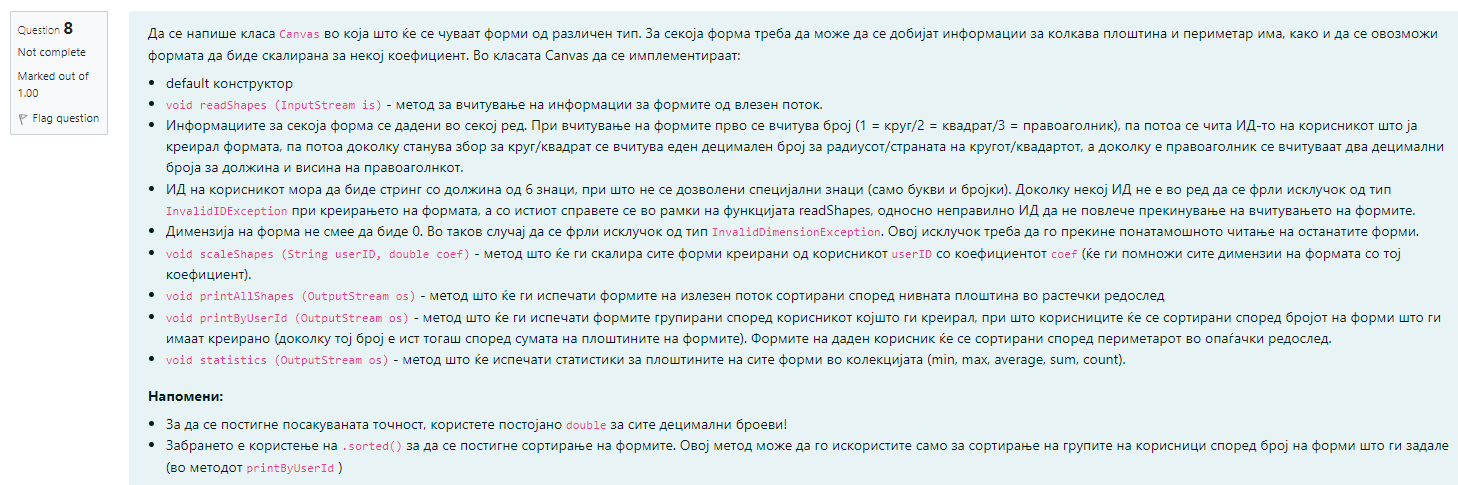 Question 8
Not complete
Marked out of
1.00
Flag question
Да се напише класа Canvas во која што ќе се чуваат форми од различен тип. За секоја форма треба да може да се добијат информации за колкава плоштина и периметар има, како и да се овозможи
формата да биде скалирана за некој коефициент. Во класата Canvas да се имплементираат:
• default конструктор
• void readShapes (InputStream is) - метод за вчитување на информации за формите од влезен поток.
• Информациите за секоја форма се дадени во секој ред. При вчитување на формите прво се вчитува број (1 = круг/2 = квадрат/3 = правоаголник), па потоа се чита ИД-то на корисникот што ја
креирал формата, па потоа доколку станува збор за круг/квадрат се вчитува еден децимален број за радиусот/страната на кругот/квадартот, а доколку е правоаголник се вчитуваат два децимални
броја за должина и висина на правоаголнкот.
• ИД на корисникот мора да биде стринг со должина од 6 знаци, при што не се дозволени специјални знаци (само букви и бројки). Доколку некој ИД не е во ред да се фрли исклучок од тип
InvalidIDException при креирањето на формата, а со истиот справете се во рамки на функцијата readShapes, односно неправилно ИД да не повлече прекинување на вчитувањето на формите.
• Димензија на форма не смее да биде 0. Во таков случај да се фрли исклучок од тип InvalidDimensionException. Овој исклучок треба да го прекине понатамошното читање на останатите форми.
• void scaleShapes (String userID, double coef) - метод што ќе ги скалира сите форми креирани од корисникот userID со коефициентот coef (ќе ги помножи сите димензии на формата со тој
коефициент).
• void printAllShapes (OutputStream os) - метод што ќе ги испечати формите на излезен поток сортирани според нивната плоштина во растечки редослед
• void printByUserId (OutputStream os) - метод што ќе ги испечати формите групирани според корисникот којшто ги креирал, при што корисниците ќе се сортирани според бројот на форми што ги
имаат креирано (доколку тој број е ист тогаш според сумата на плоштините на формите). Формите на даден корисник ќе се сортирани според периметарот во опаѓачки редослед.
• void statistics (OutputStream os) - метод што ќе испечати статистики за плоштините на сите форми во колекцијата (min, max, average, sum, count).
Напомени:
• За да се постигне посакуваната точност, користете постојано double за сите децимални броеви!
• Забрането е користење на .sorted() за да се постигне сортирање на формите. Овој метод може да го искористите само за сортирање на групите на корисници според број на форми што ги задале
(во методот printByUserId )